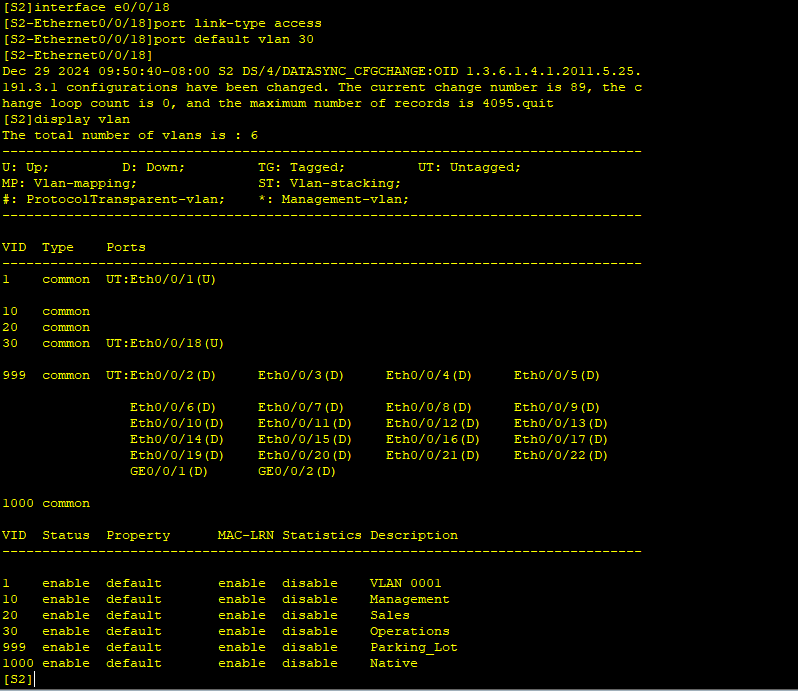 [S2]interface e0/0/18
[S2-Ethernet0/0/18]port link-type access
[S2-Ethernet0/0/18]port default vlan 30
[S2-Ethernet0/0/18]
Dec 29 2024 09:50:40-08:00 S2 DS/4/DATASYNC_CFGCHANGE:OID 1.3.6.1.4.1.2011.5.25.
191.3.1 configurations have been changed. The current change number is 89, the c
hange loop count is 0, and the maximum number of records is 4095.quit
[S2]display vlan
The total number of vlans is : 6
--------------------------------------------------------------------------------
U: Up;         D: Down;         TG: Tagged;         UT: Untagged;
MP: Vlan-mapping;               ST: Vlan-stacking;
#: ProtocolTransparent-vlan;    *: Management-vlan;
--------------------------------------------------------------------------------
VID  Type    Ports
--------------------------------------------------------------------------------
1    common  UT:Eth0/0/1(U)
10   common
20   common
30   common  UT:Eth0/0/18(U)
999  common  UT:Eth0/0/2(D)     Eth0/0/3(D)     Eth0/0/4(D)     Eth0/0/5(D)
                Eth0/0/6(D)     Eth0/0/7(D)     Eth0/0/8(D)     Eth0/0/9(D)
                Eth0/0/10(D)    Eth0/0/11(D)    Eth0/0/12(D)    Eth0/0/13(D)
                Eth0/0/14(D)    Eth0/0/15(D)    Eth0/0/16(D)    Eth0/0/17(D)
                Eth0/0/19(D)    Eth0/0/20(D)    Eth0/0/21(D)    Eth0/0/22(D)
                GE0/0/1(D)      GE0/0/2(D)
1000 common
VID  Status  Property      MAC-LRN Statistics Description
--------------------------------------------------------------------------------
1    enable  default       enable  disable    VLAN 0001
10   enable  default       enable  disable    Management
20   enable  default       enable  disable    Sales
30   enable  default       enable  disable    Operations
999  enable  default       enable  disable    Parking_Lot
1000 enable  default       enable  disable    Native
[S2]